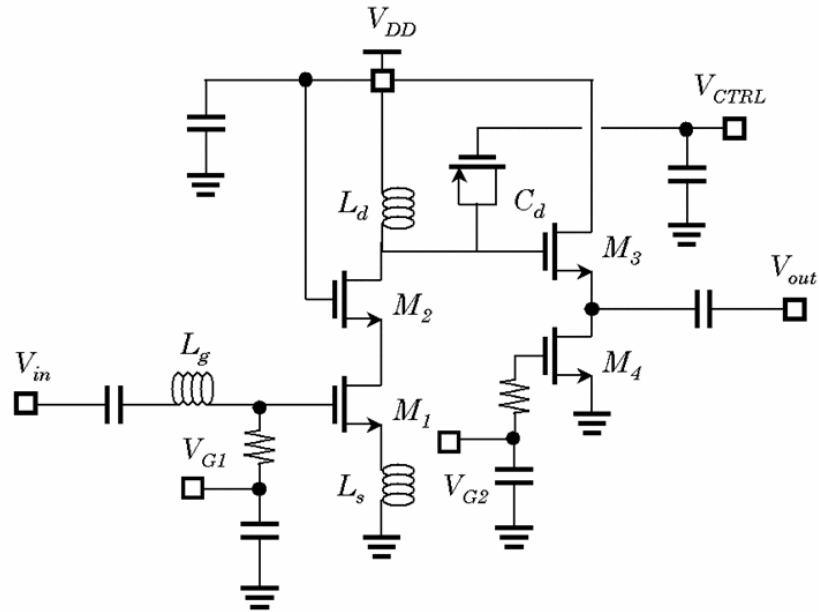 V_DD
V_CTRL
L_d
C_d
M_3
V_out
M_2
L_g
V_in
M_4
M_1
V_G1
V_G2
L_s